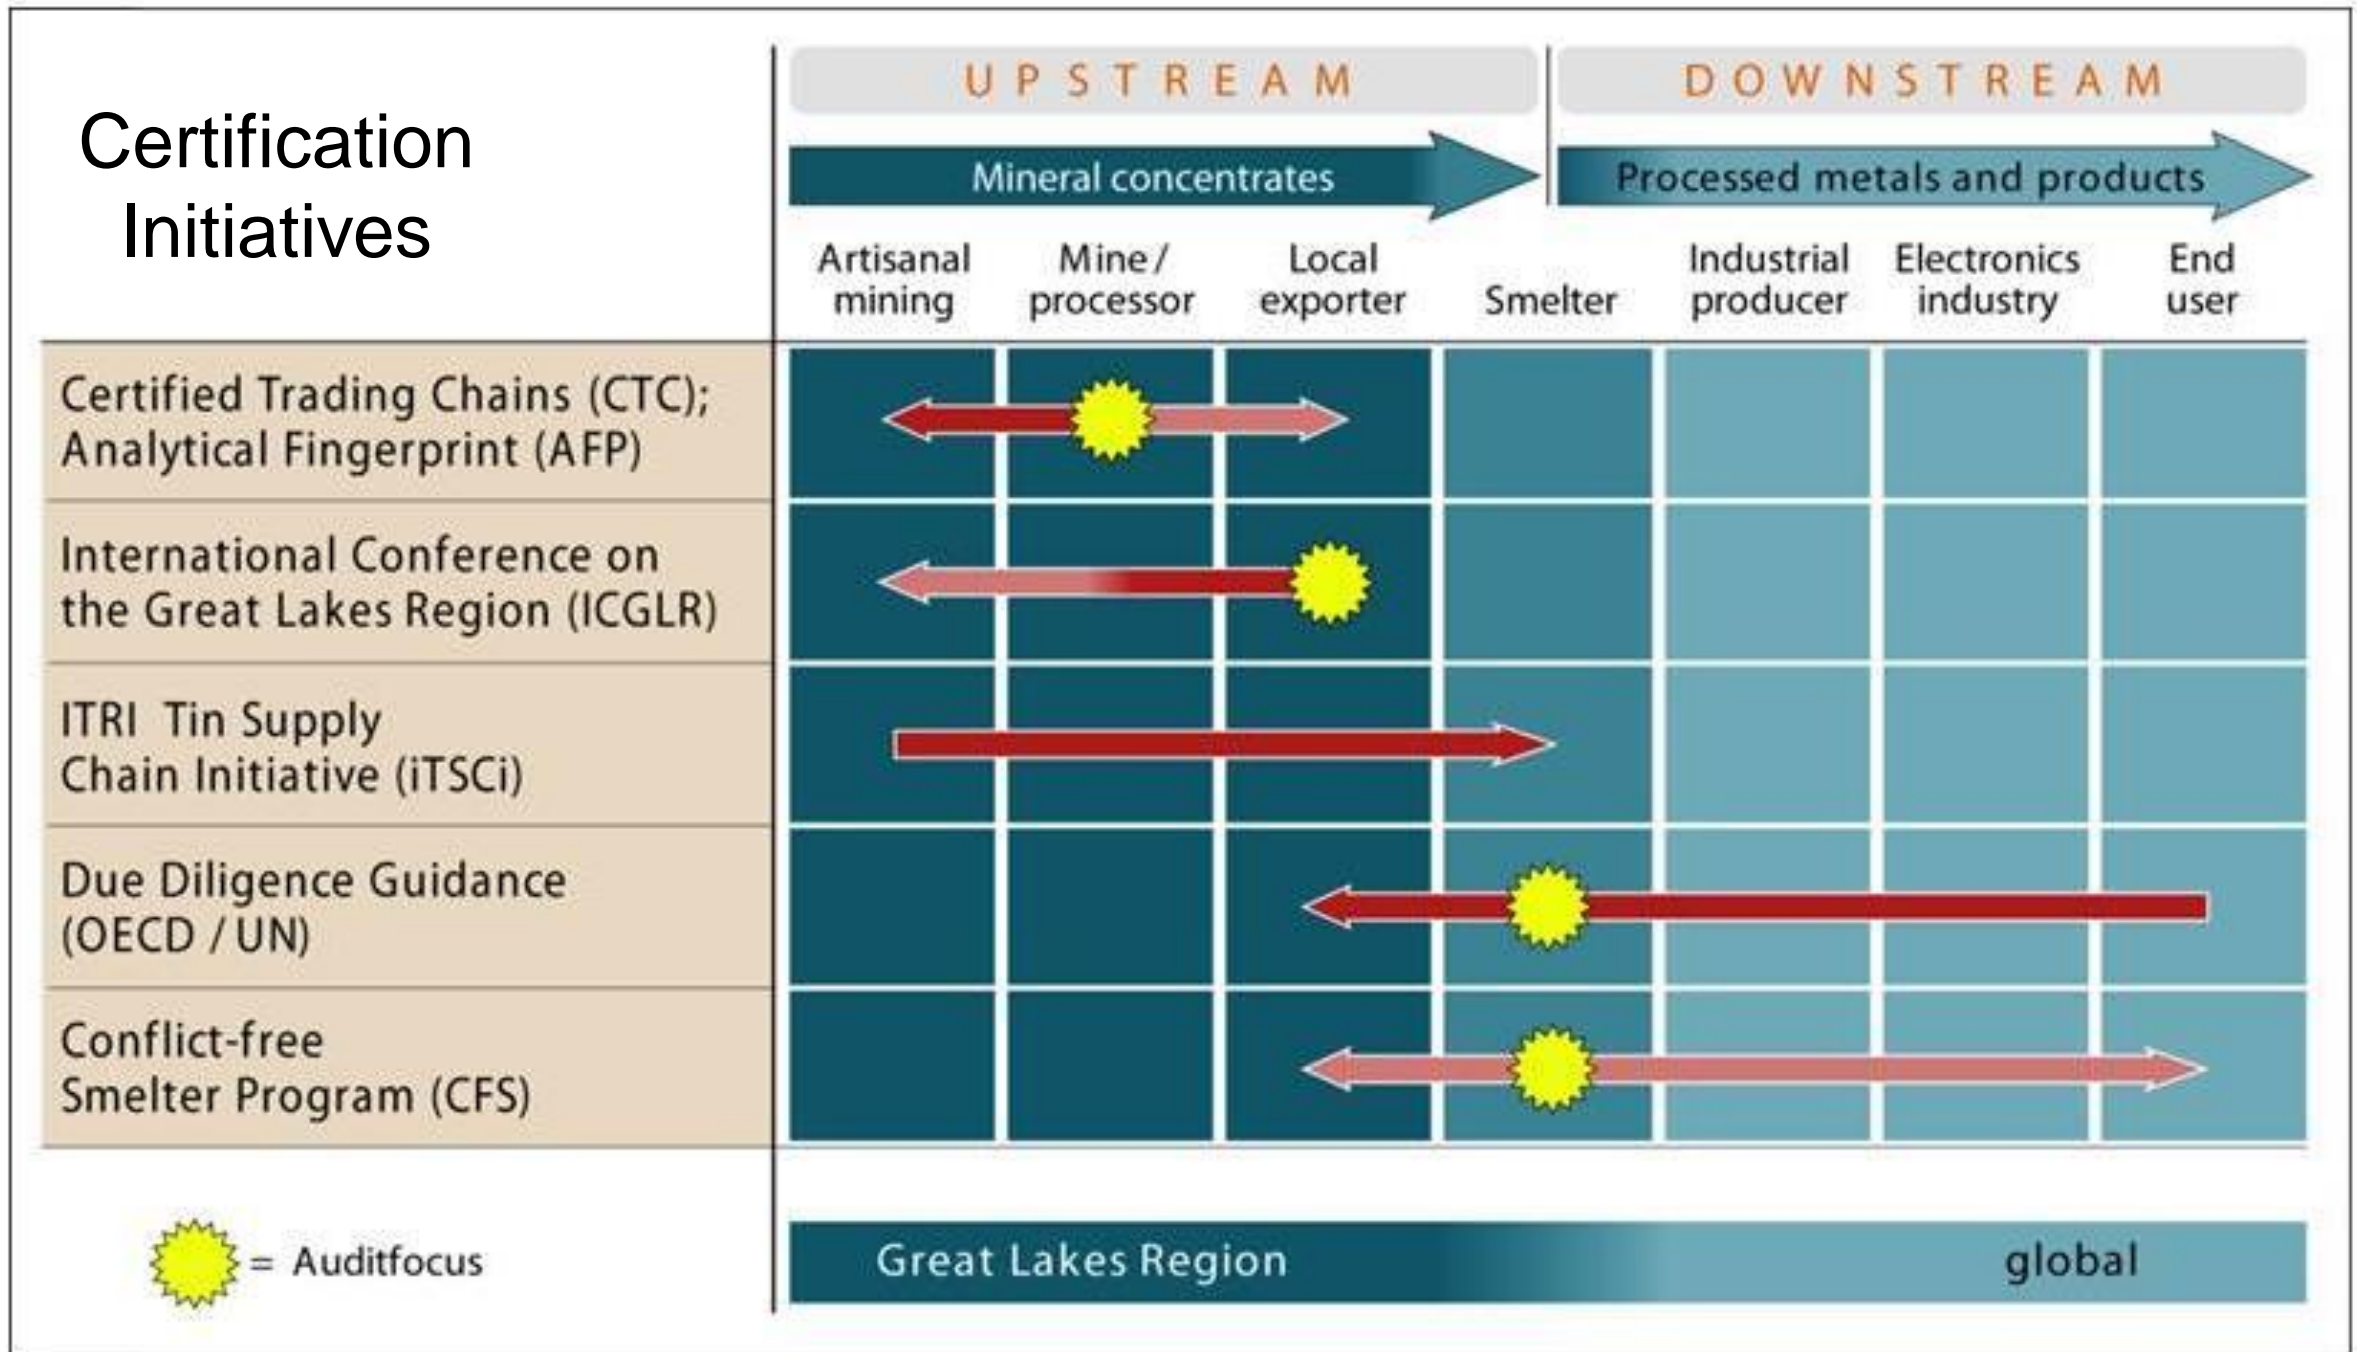 Certification
Initiatives
UPSTREAM
DOWNSTREAM
Mineral concentrates
Processed metals and products
Artisanal
mining
Mine /
processor
Local
exporter
Smelter
Industrial
producer
Electronics
industry
End
user
Certified Trading Chains (CTC);
Analytical Fingerprint (AFP)
International Conference on
the Great Lakes Region (ICGLR)
ITRI Tin Supply
Chain Initiative (iTSCi)
Due Diligence Guidance
(OECD / UN)
Conflict-free
Smelter Program (CFS)
= Auditfocus
Great Lakes Region
global